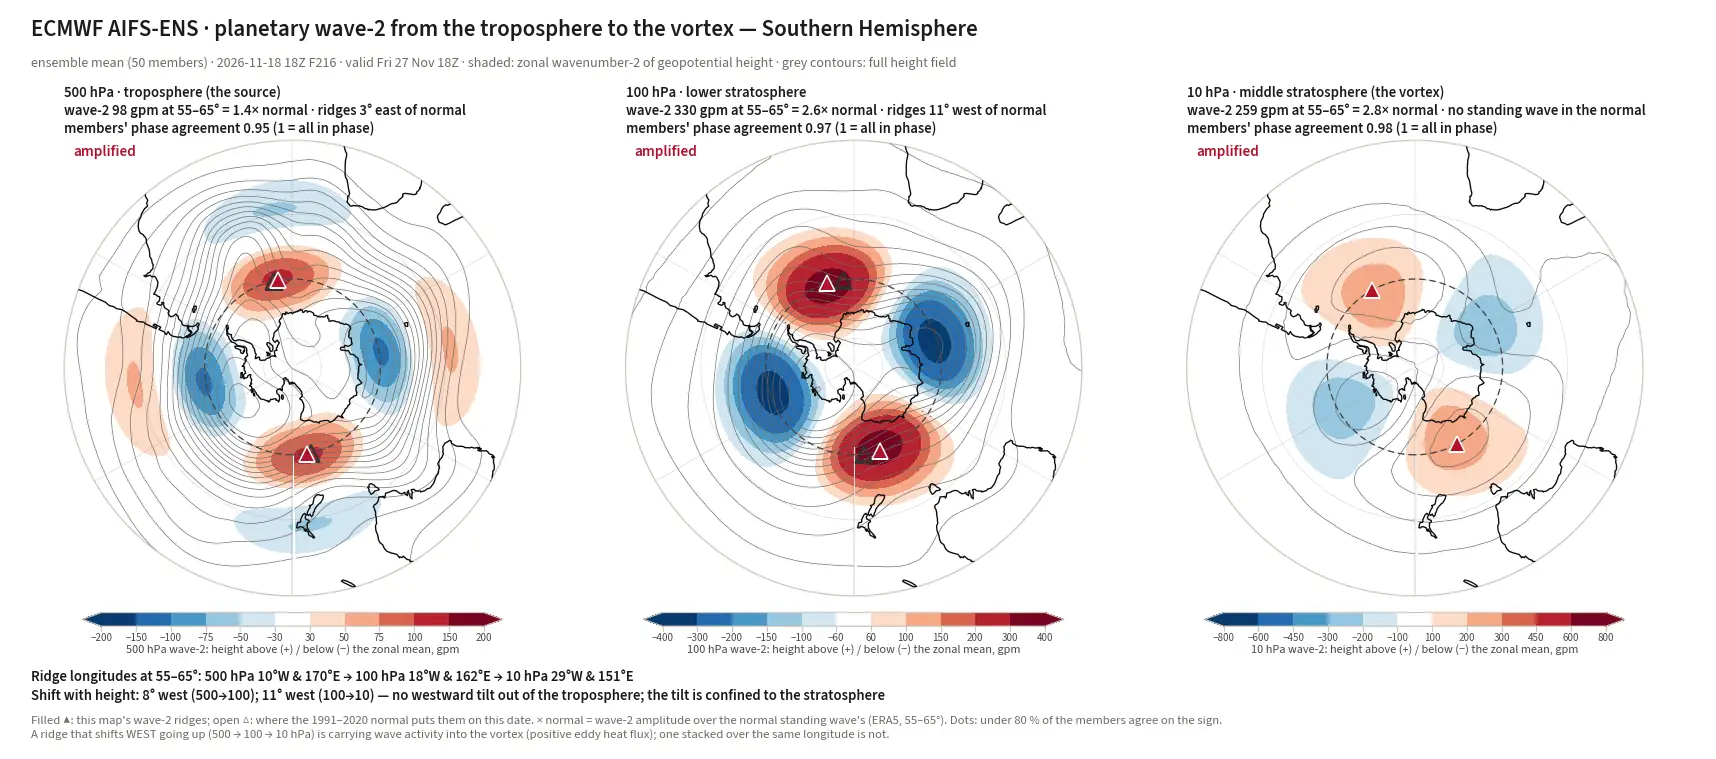 ECMWF AIFS-ENS · planetary wave-2 from the troposphere to the vortex — Southern Hemisphere
ensemble mean (50 members) · 2026-11-18 18Z F216 · valid Fri 27 Nov 18Z · shaded: zonal wavenumber-2 of geopotential height · grey contours: full height field
500 hPa · troposphere (the source)
wave-2 98 gpm at 55–65° = 1.4× normal · ridges 3° east of normal
members' phase agreement 0.95 (1 = all in phase)
amplified
100 hPa · lower stratosphere
wave-2 330 gpm at 55–65° = 2.6× normal · ridges 11° west of normal
members' phase agreement 0.97 (1 = all in phase)
amplified
10 hPa · middle stratosphere (the vortex)
wave-2 259 gpm at 55–65° = 2.8× normal · no standing wave in the normal
members' phase agreement 0.98 (1 = all in phase)
amplified
−200 −150 −100 −75 −50 −30 30 50 75 100 150 200
500 hPa wave-2: height above (+) / below (−) the zonal mean, gpm
−400 −300 −200 −150 −100 −60 60 100 150 200 300 400
100 hPa wave-2: height above (+) / below (−) the zonal mean, gpm
−800 −600 −450 −300 −200 −100 100 200 300 450 600 800
10 hPa wave-2: height above (+) / below (−) the zonal mean, gpm
Ridge longitudes at 55–65°: 500 hPa 10°W & 170°E → 100 hPa 18°W & 162°E → 10 hPa 29°W & 151°E
Shift with height: 8° west (500→100); 11° west (100→10) — no westward tilt out of the troposphere; the tilt is confined to the stratosphere
Filled ▲: this map's wave-2 ridges; open △: where the 1991–2020 normal puts them on this date. × normal = wave-2 amplitude over the normal standing wave's (ERA5, 55–65°). Dots: under 80 % of the members agree on the sign.
A ridge that shifts WEST going up (500 → 100 → 10 hPa) is carrying wave activity into the vortex (positive eddy heat flux); one stacked over the same longitude is not.